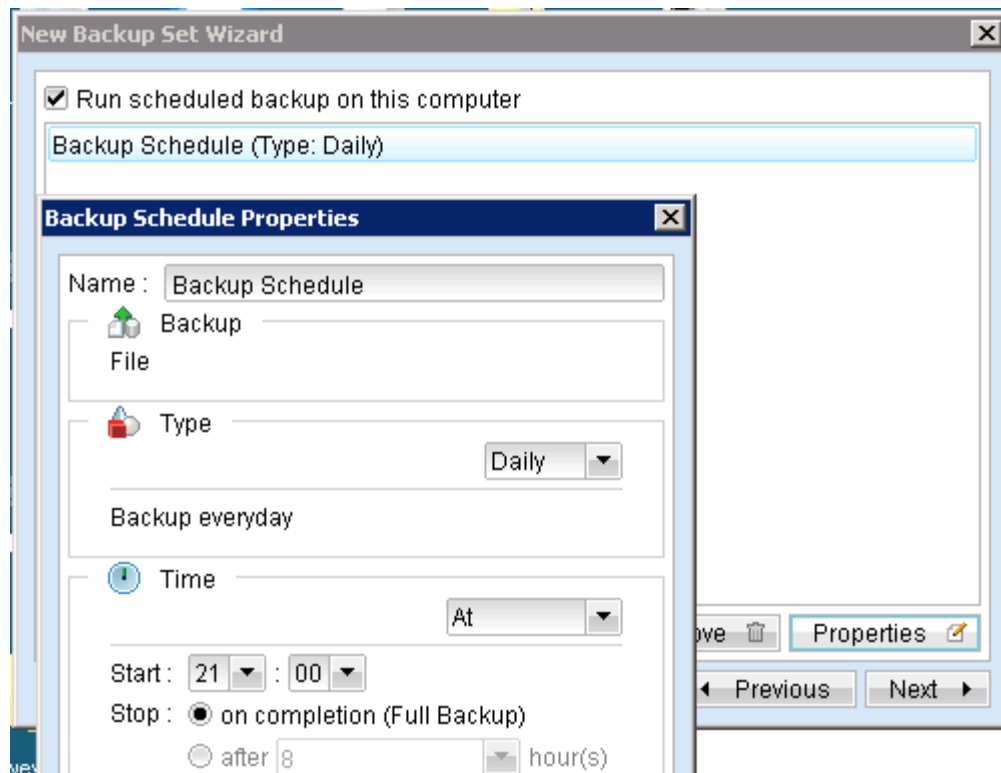 New Backup Set Wizard
Run scheduled backup on this computer
Backup Schedule (Type: Daily)
Backup Schedule Properties
Name : Backup Schedule
Backup
File
Type
Daily
Backup everyday
Time
At
Start : 21 : 00
Stop : on completion (Full Backup)
after 8 hour(s)
Properties
Previous Next